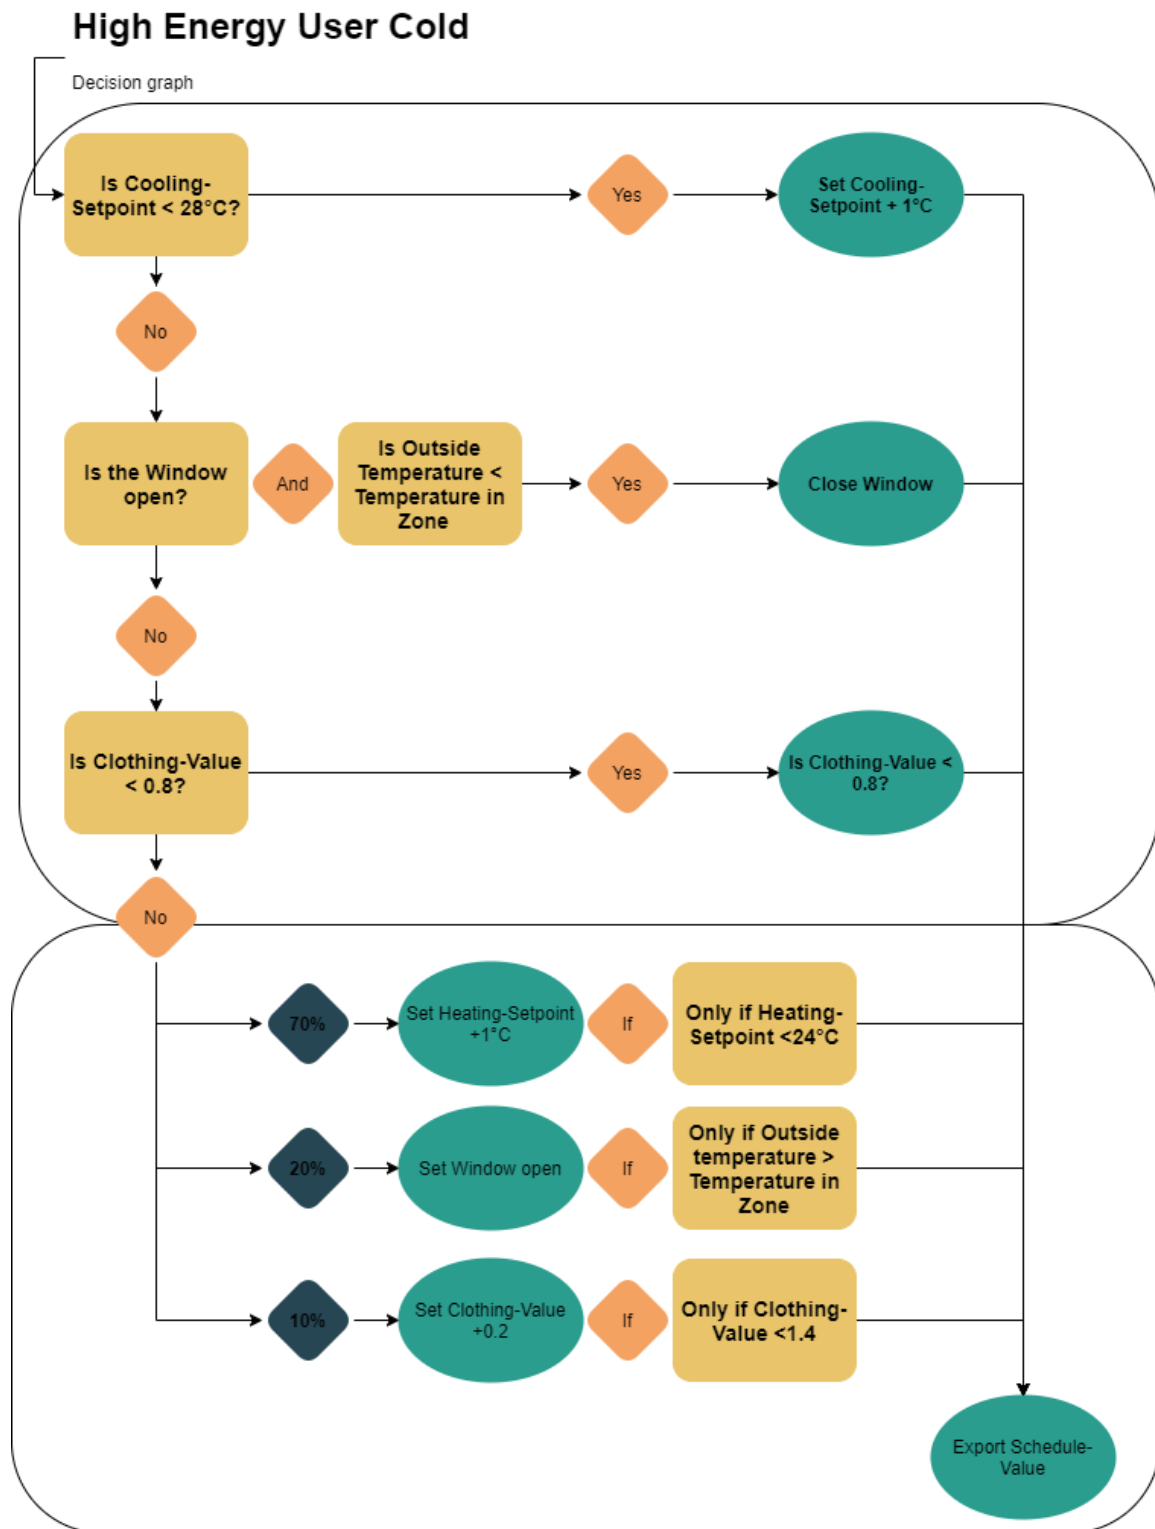 High Energy User Cold
Decision graph
Is Cooling-
Setpoint < 28°C?
Yes
Set Cooling-
Setpoint + 1°C
No
Is the Window
open?
And
Is Outside
Temperature <
Temperature in
Zone
Yes
Close Window
No
Is Clothing-Value
< 0.8?
Yes
Is Clothing-Value <
0.8?
No
70%
Set Heating-Setpoint
+1°C
If
Only if Heating-
Setpoint <24°C
20%
Set Window open
If
Only if Outside
temperature >
Temperature in
Zone
10%
Set Clothing-Value
+0.2
If
Only if Clothing-
Value <1.4
Export Schedule-
Value